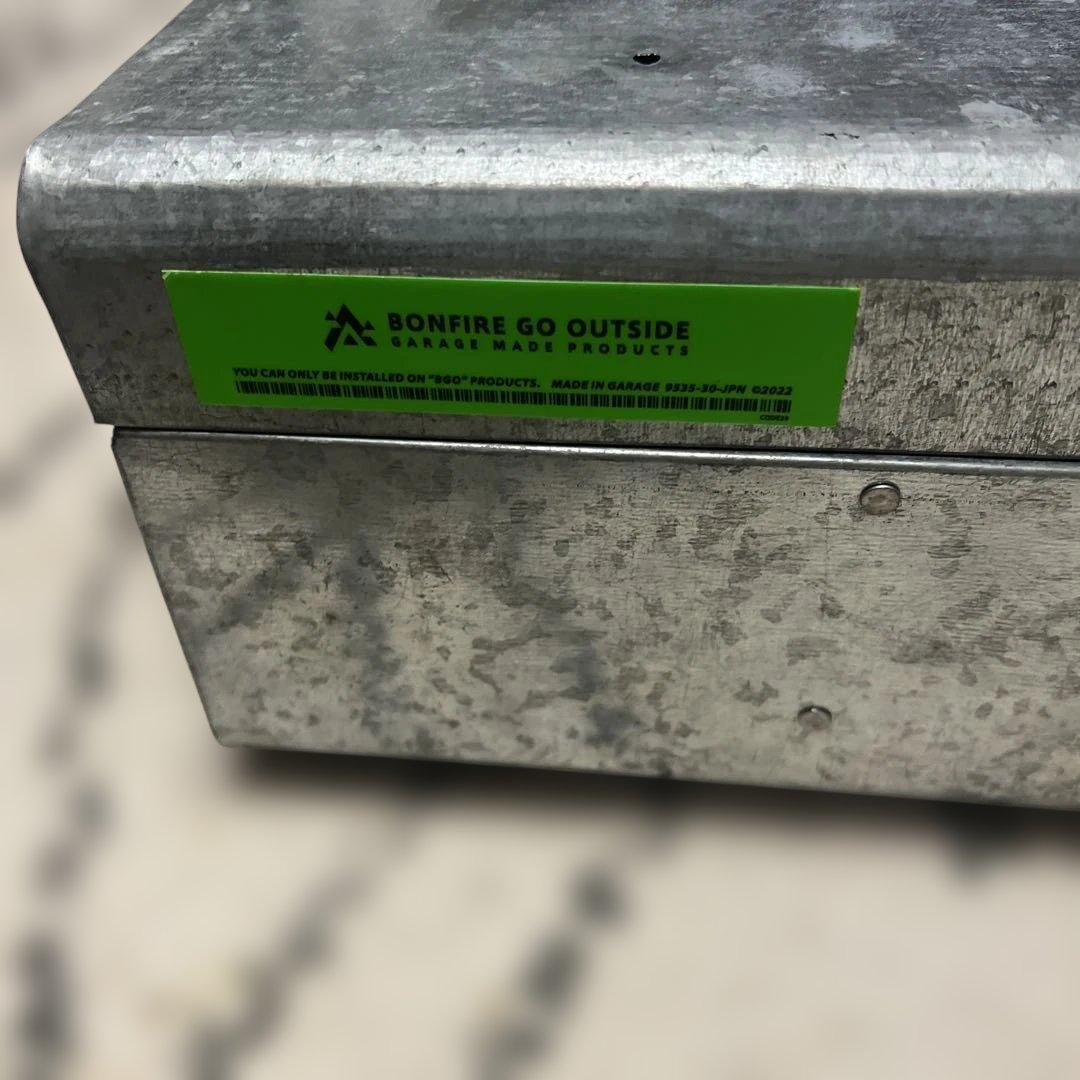 BONFIRE GO OUTSIDE
GARAGE MADE PRODUCTS
YOU CAN ONLY BE INSTALLED ON "BGO" PRODUCTS. MADE IN GARAGE 9535-30-JPN ©2022
CODE39